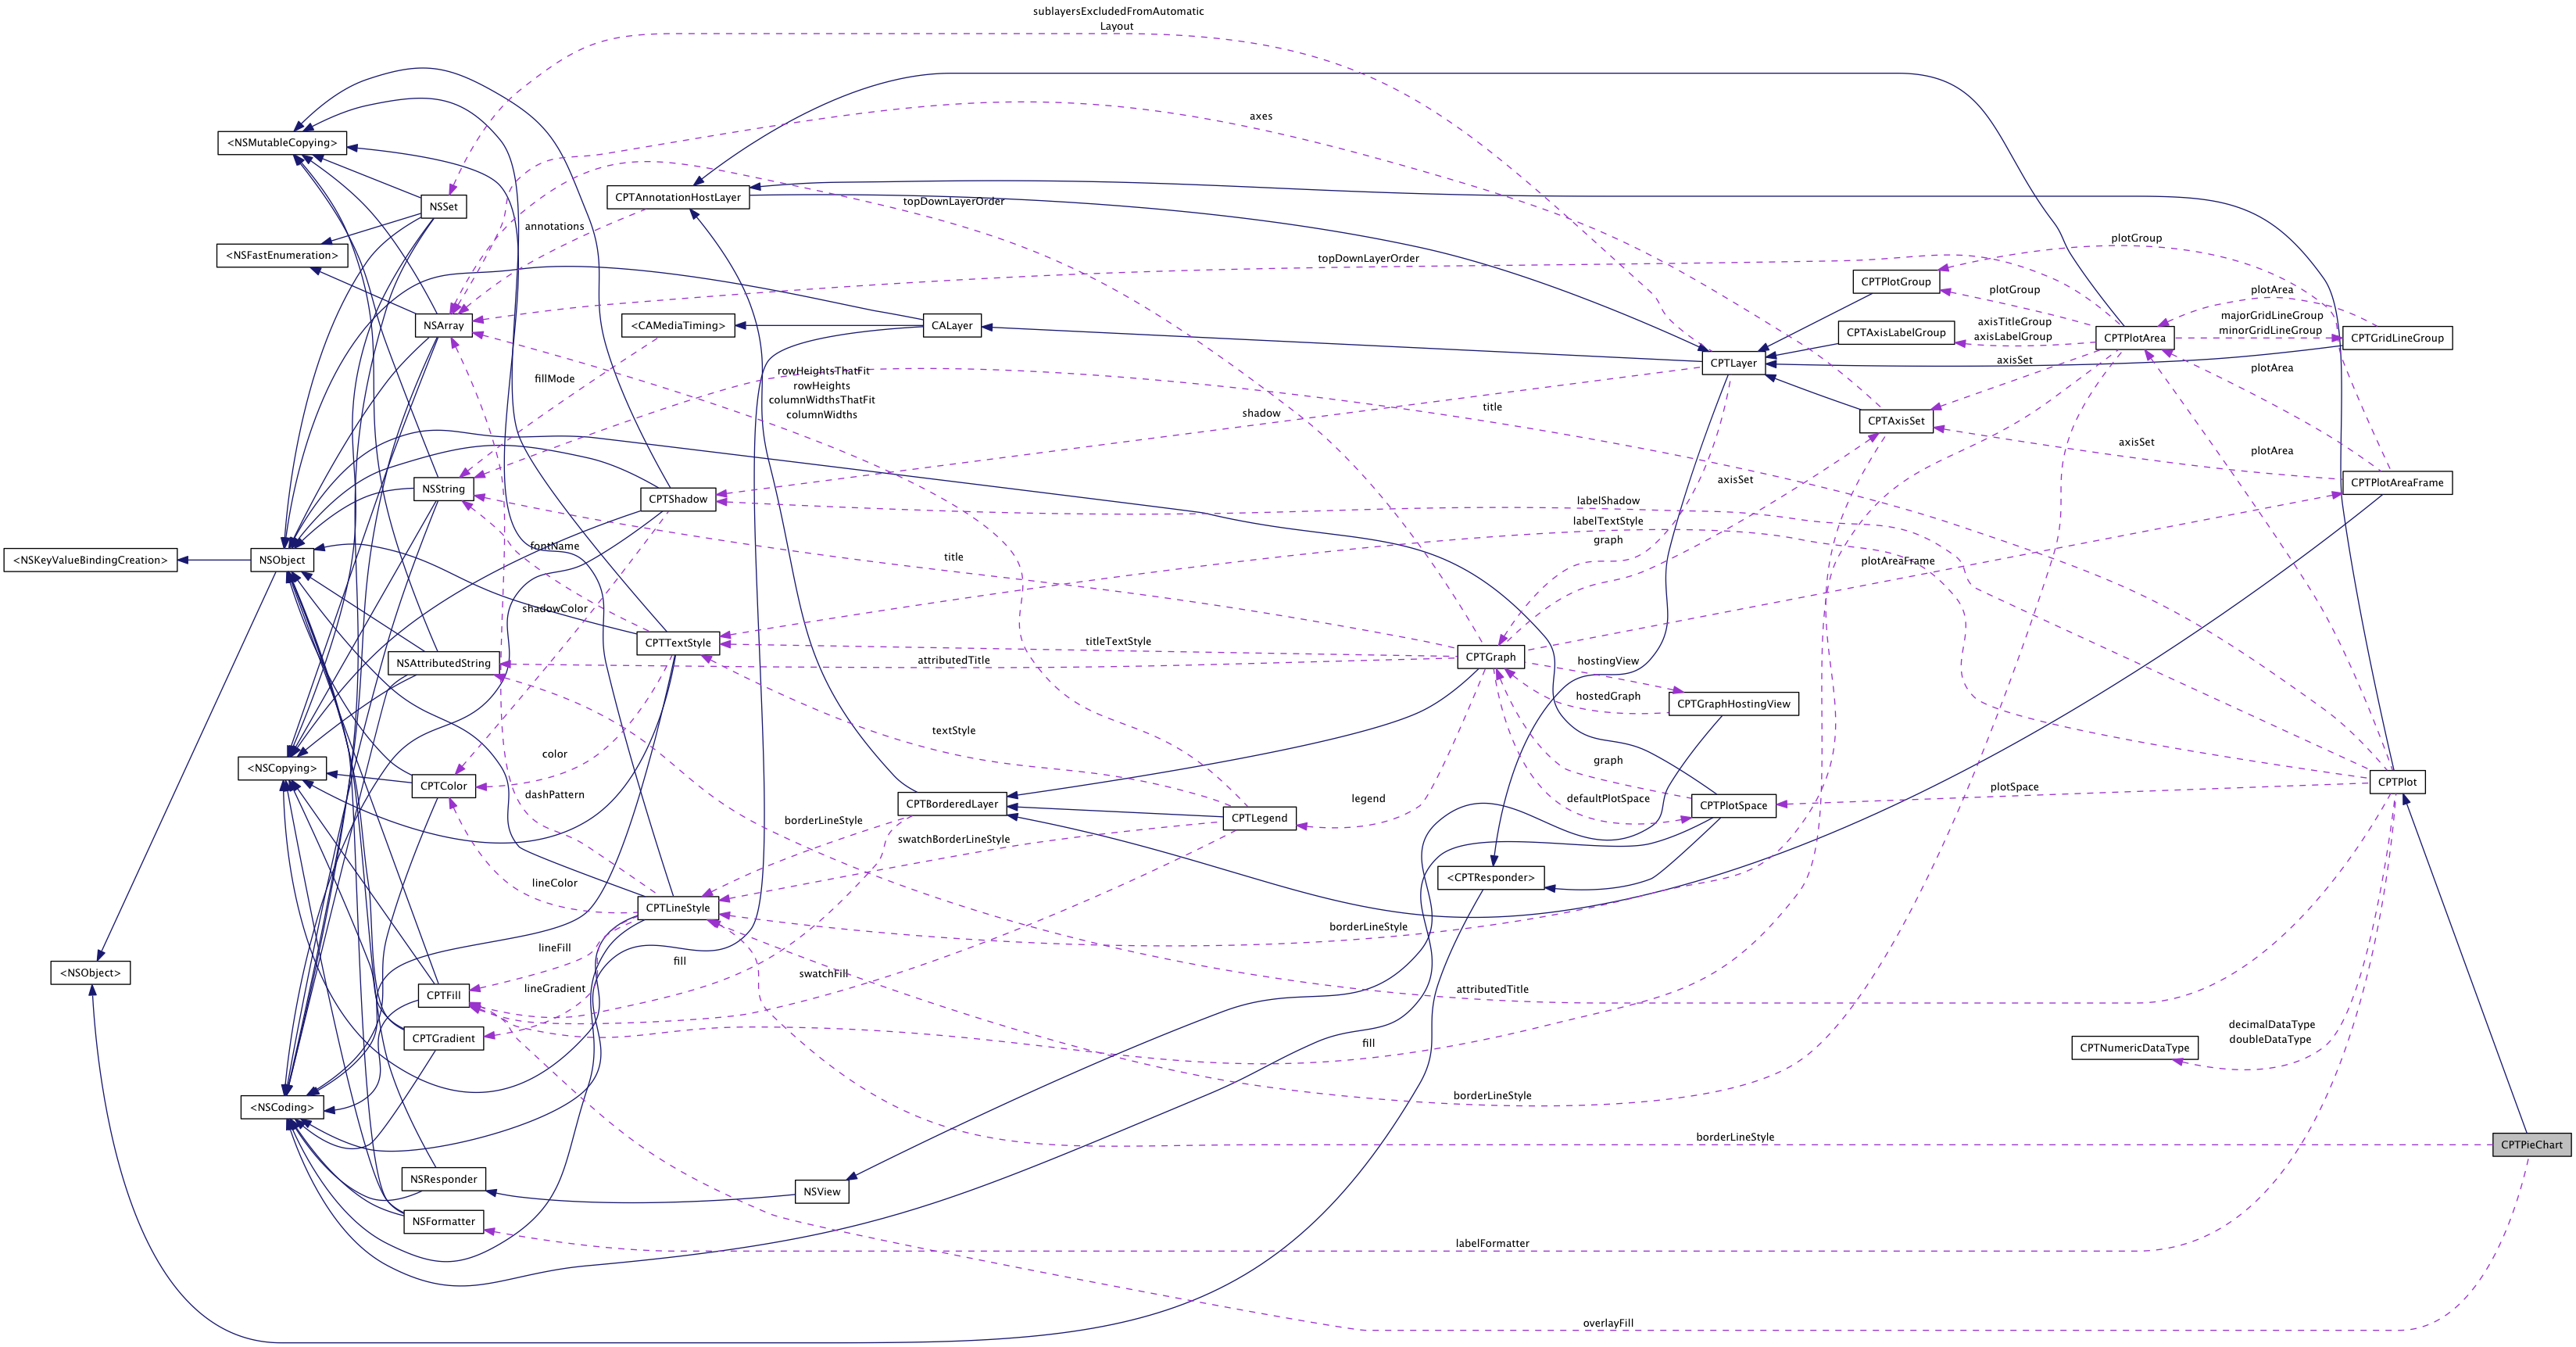 sublayersExcludedFromAutomatic
Layout
axes
<NSMutableCopying>
NSSet
CPTAnnotationHostLayer
topDownLayerOrder
annotations
plotGroup
<NSFastEnumeration>
topDownLayerOrder
CPTPlotGroup
plotGroup
plotArea
NSArray
<CAMediaTiming>
CALayer
CPTAxisLabelGroup
axisTitleGroup
axisLabelGroup
CPTPlotArea
majorGridLineGroup
minorGridLineGroup
CPTGridLineGroup
CPTLayer
axisSet
plotArea
fillMode
rowHeightsThatFit
rowHeights
columnWidthsThatFit
columnWidths
shadow
title
CPTAxisSet
axisSet
plotArea
NSString
CPTShadow
axisSet
CPTPlotAreaFrame
labelShadow
labelTextStyle
graph
<NSKeyValueBindingCreation>
NSObject
fontName
title
plotAreaFrame
shadowColor
CPTTextStyle
titleTextStyle
NSAttributedString
attributedTitle
CPTGraph
hostingView
hostedGraph
CPTGraphHostingView
textStyle
color
graph
<NSCopying>
CPTColor
dashPattern
CPTBorderedLayer
legend
defaultPlotSpace
CPTPlotSpace
plotSpace
CPTPlot
borderLineStyle
CPTLegend
swatchBorderLineStyle
lineColor
<CPTResponder>
CPTLineStyle
borderLineStyle
lineFill
fill
swatchFill
<NSObject>
CPTFill
lineGradient
attributedTitle
CPTGradient
fill
decimalDataType
doubleDataType
CPTNumericDataType
borderLineStyle
<NSCoding>
borderLineStyle
CPTPieChart
NSResponder
NSView
NSFormatter
labelFormatter
overlayFill